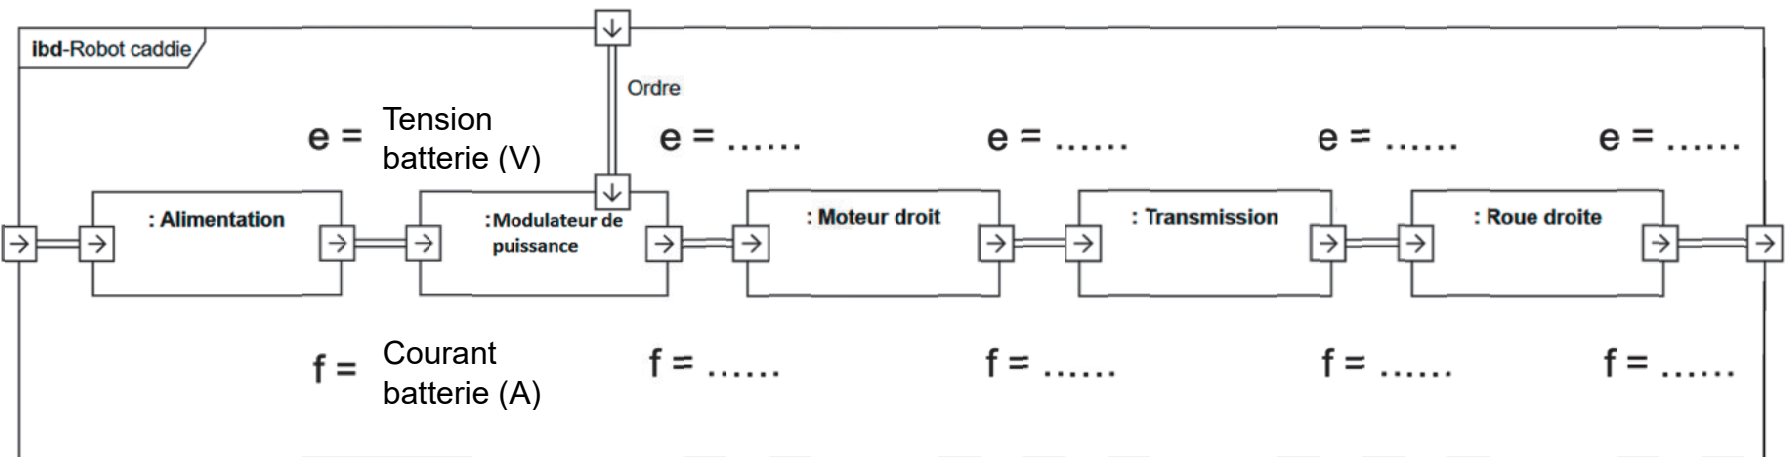 ibd-Robot caddie
Ordre
e = Tension batterie (V)
e = ......
e = ......
e = ......
e = ......
: Alimentation
:Modulateur de
puissance
: Moteur droit
: Transmission
: Roue droite
f = Courant batterie (A)
f = ......
f = ......
f = ......
f = ......